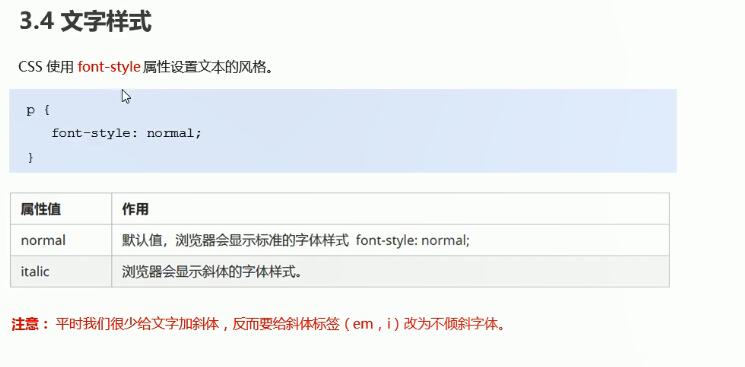 3.4 文字样式
CSS 使用 font-style 属性设置文本的风格。
p {
font-style: normal;
}
属性值 作用
normal 默认值，浏览器会显示标准的字体样式 font-style: normal;
italic 浏览器会显示斜体的字体样式。
注意： 平时我们很少给文字加斜体，反而要给斜体标签（em，i）改为不倾斜字体。